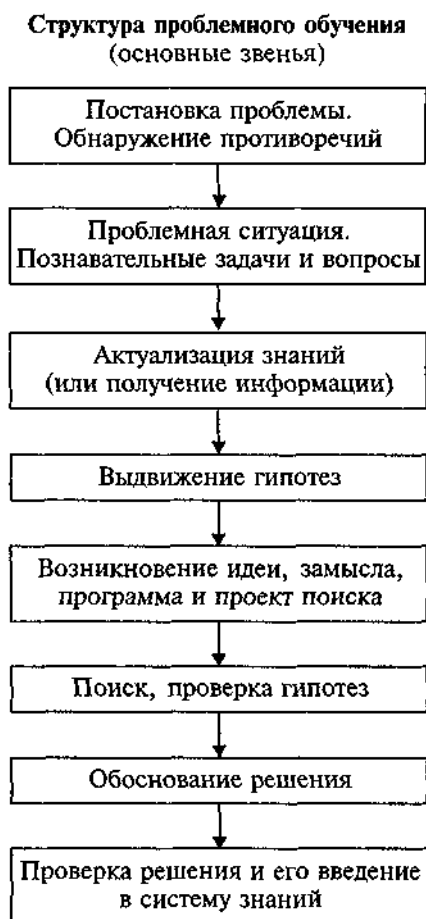 Структура проблемного обучения
(основные звенья)
Постановка проблемы.
Обнаружение противоречий
Проблемная ситуация.
Познавательные задачи и вопросы
Актуализация знаний
(или получение информации)
Выдвижение гипотез
Возникновение идеи, замысла,
программа и проект поиска
Поиск, проверка гипотез
Обоснование решения
Проверка решения и его введение
в систему знаний